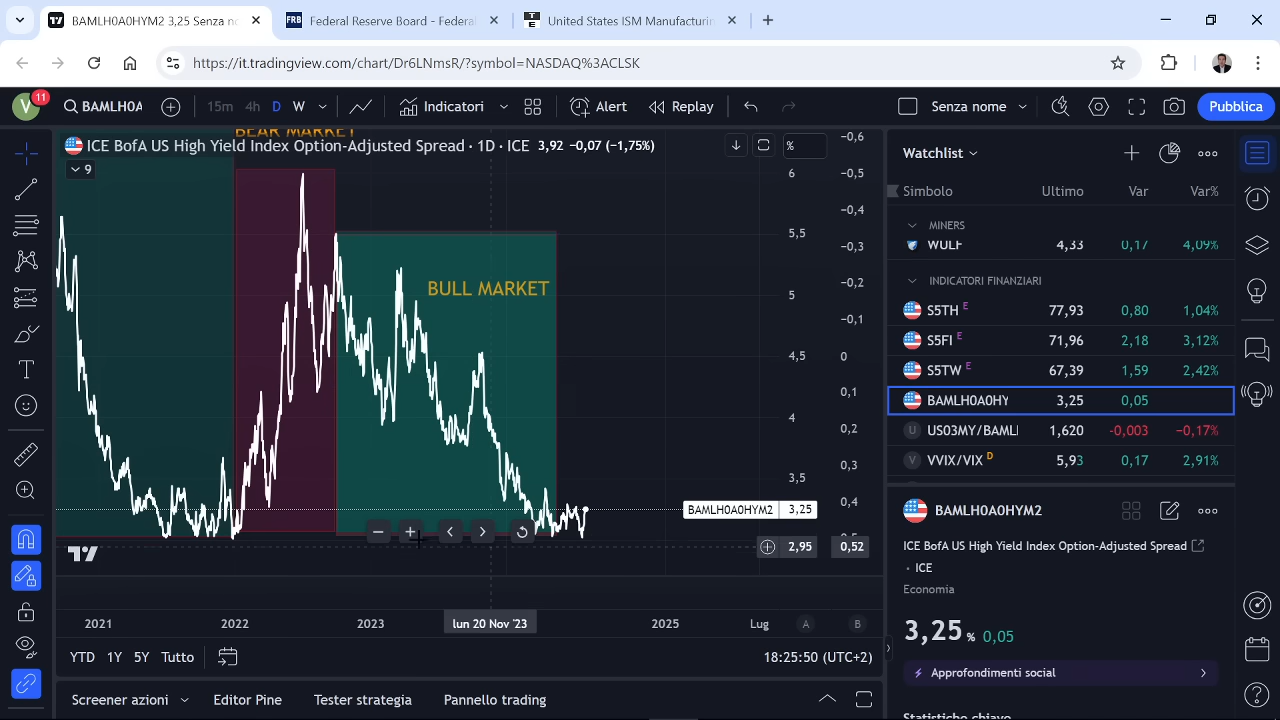 BAMLH0A0HYM2 3,25 Senza no
Federal Reserve Board - Federal
United States ISM Manufacturin
https://it.tradingview.com/chart/Dr6LNmsR/?symbol=NASDAQ%3ACLSK
V 11 BAMLH0A 15m 4h D W Indicatori Alert Replay Senza nome Pubblica
BEAR MARKET
ICE BofA US High Yield Index Option-Adjusted Spread · 1D · ICE 3,92 −0,07 (−1,75%)
9
BULL MARKET
%
6
5,5
5
4,5
4
3,5
BAMLH0A0HYM2 3,25
2,95
−0,6
−0,5
−0,4
−0,3
−0,2
−0,1
0
0,1
0,2
0,3
0,4
0,52
2021 2022 2023 lun 20 Nov '23 2025 Lug A B
YTD 1Y 5Y Tutto 18:25:50 (UTC+2)
Screener azioni Editor Pine Tester strategia Pannello trading
Watchlist
Simbolo Ultimo Var Var%
MINERS
WULF 4,33 0,17 4,09%
INDICATORI FINANZIARI
S5TH E 77,93 0,80 1,04%
S5FI E 71,96 2,18 3,12%
S5TW E 67,39 1,59 2,42%
BAMLH0A0HY 3,25 0,05
US03MY/BAML 1,620 −0,003 −0,17%
VVIX/VIX D 5,93 0,17 2,91%
BAMLH0A0HYM2
ICE BofA US High Yield Index Option-Adjusted Spread
· ICE
Economia
3,25 % 0,05
Approfondimenti social
Statistiche chiave